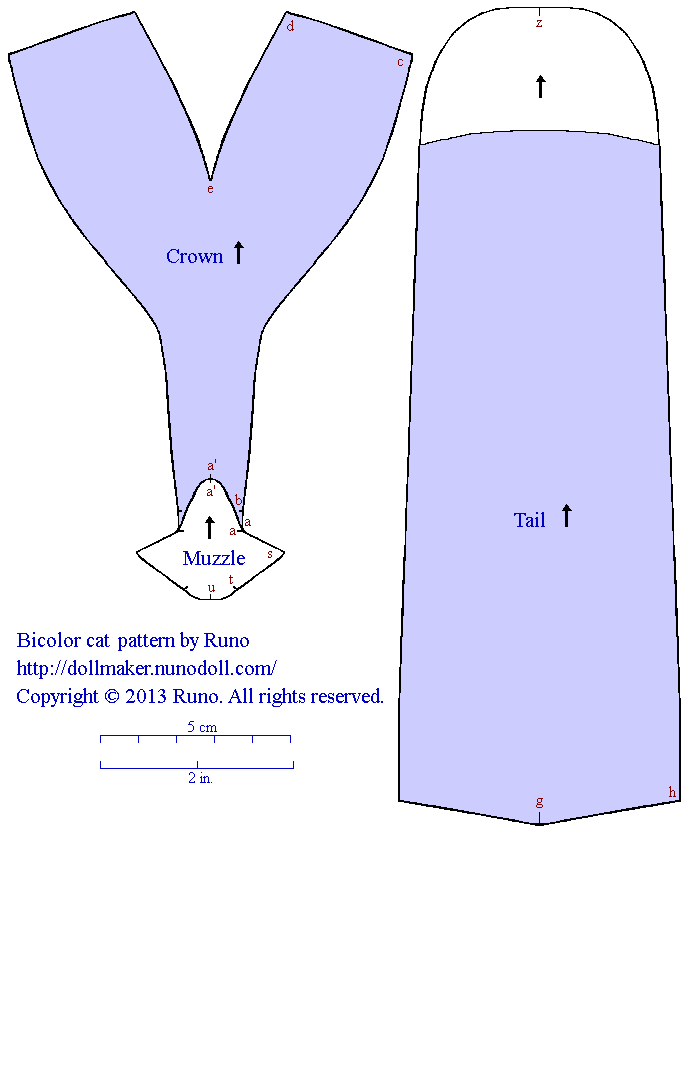 z
d
c
e
Crown
Tail
a'
a'
b
a
a
Muzzle
s
t
u
Bicolor cat pattern by Runo
http://dollmaker.nunodoll.com/
Copyright © 2013 Runo. All rights reserved.
5 cm
2 in.
g
h